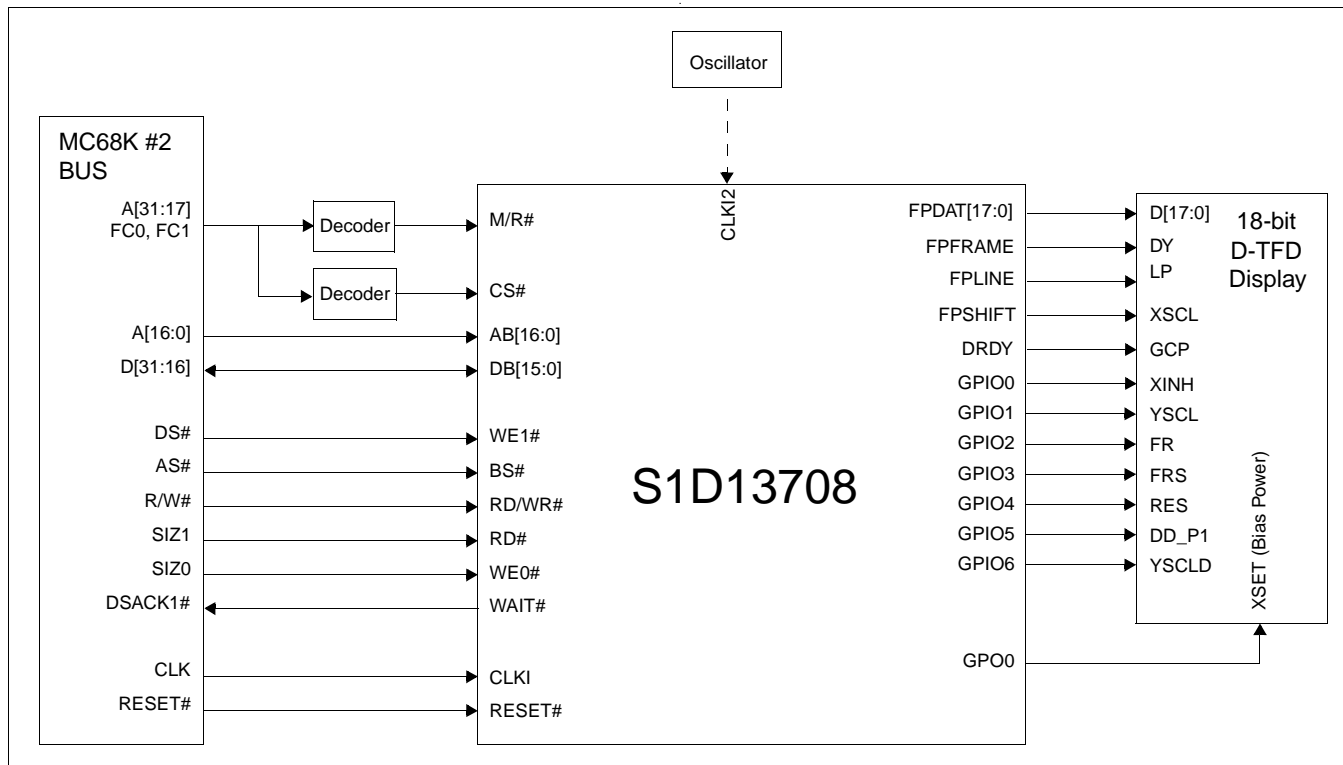 Oscillator
MC68K #2
BUS
A[31:17]
FC0, FC1
Decoder
Decoder
A[16:0]
D[31:16]
DS#
AS#
R/W#
SIZ1
SIZ0
DSACK1#
CLK
RESET#
M/R#
CS#
AB[16:0]
DB[15:0]
WE1#
BS#
RD/WR#
RD#
WE0#
WAIT#
CLKI
RESET#
CLKI2
S1D13708
FPDAT[17:0]
FPFRAME
FPLINE
FPSHIFT
DRDY
GPIO0
GPIO1
GPIO2
GPIO3
GPIO4
GPIO5
GPIO6
GPO0
D[17:0]
DY
LP
XSCL
GCP
XINH
YSCL
FR
FRS
RES
DD_P1
YSCLD
18-bit
D-TFD
Display
XSET (Bias Power)